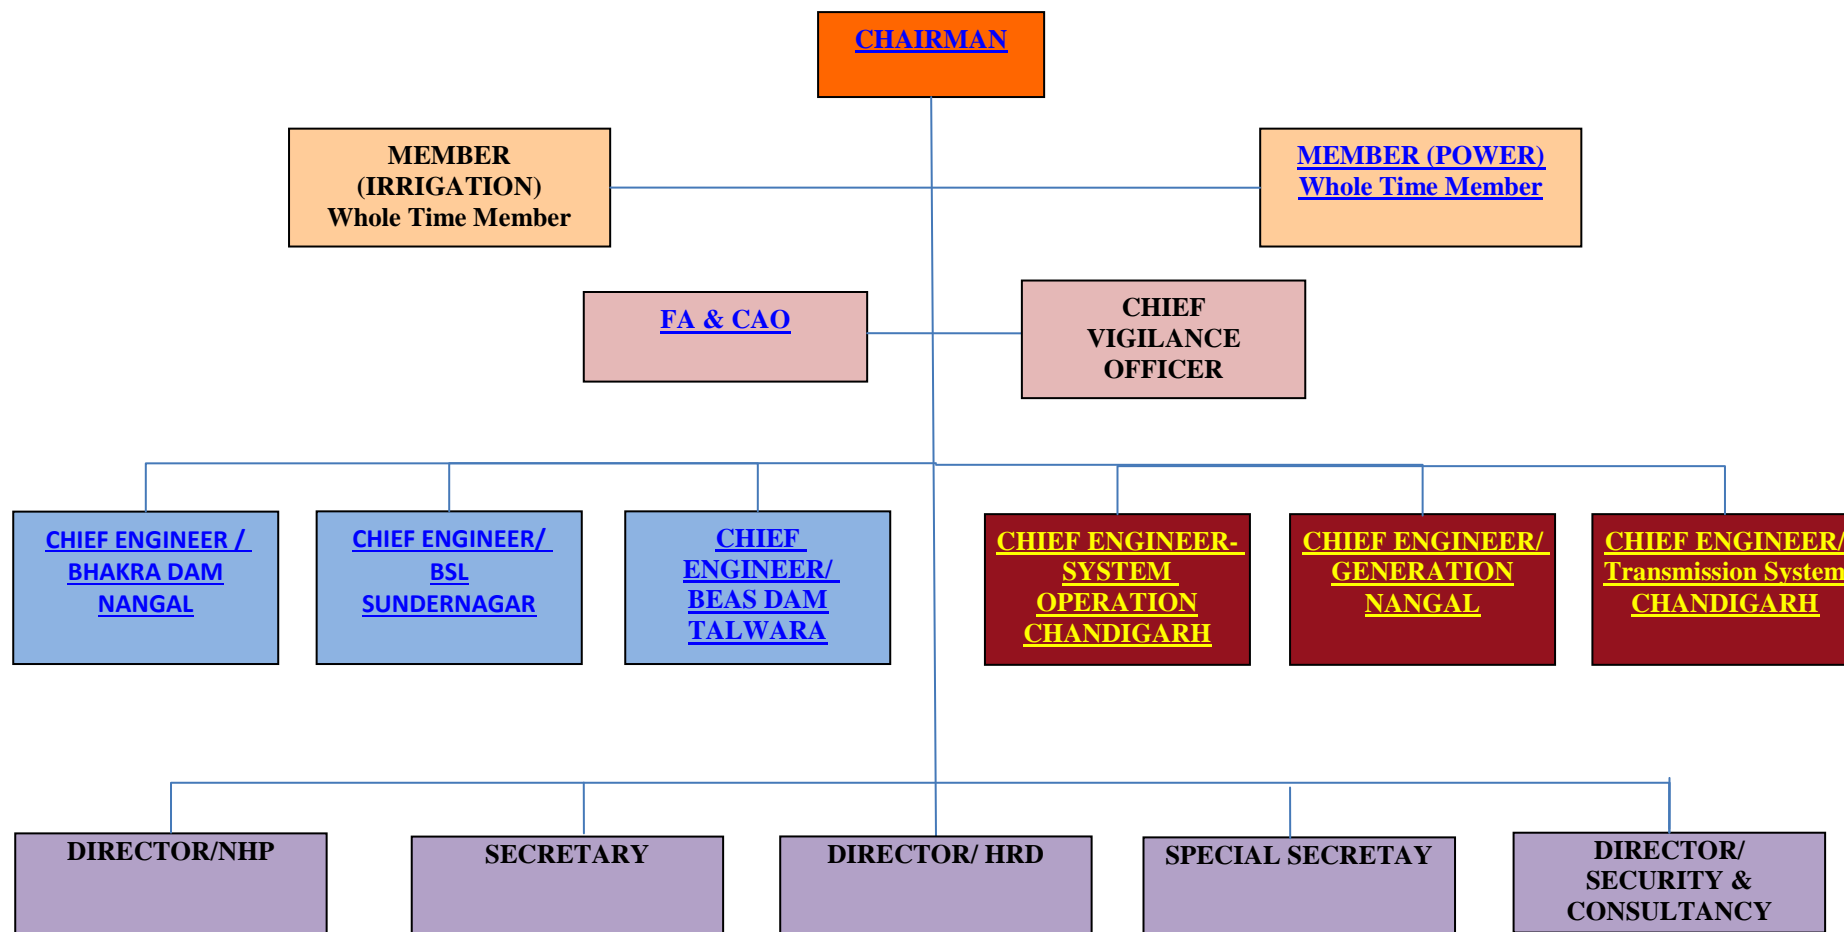 CHAIRMAN
MEMBER
(IRRIGATION)
Whole Time Member
MEMBER (POWER)
Whole Time Member
FA & CAO
CHIEF
VIGILANCE
OFFICER
CHIEF ENGINEER /
BHAKRA DAM
NANGAL
CHIEF ENGINEER/
BSL
SUNDERNAGAR
CHIEF
ENGINEER/
BEAS DAM
TALWARA
CHIEF ENGINEER-
SYSTEM
OPERATION
CHANDIGARH
CHIEF ENGINEER/
GENERATION
NANGAL
CHIEF ENGINEER/
Transmission System
CHANDIGARH
DIRECTOR/NHP
SECRETARY
DIRECTOR/ HRD
SPECIAL SECRETAY
DIRECTOR/
SECURITY &
CONSULTANCY